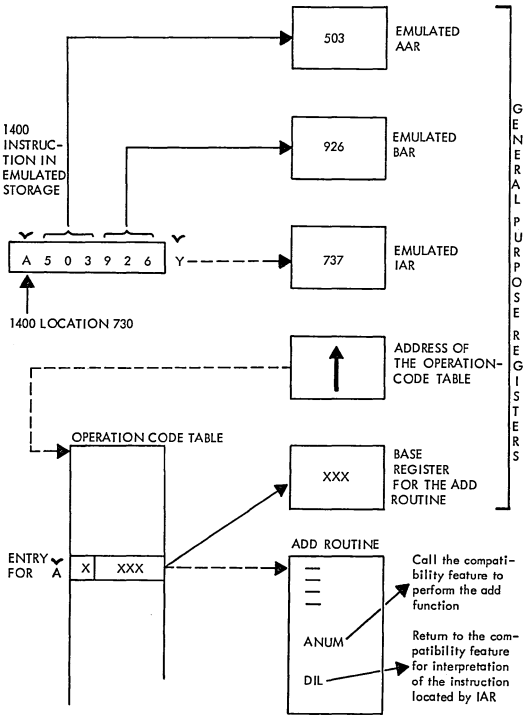 503
EMULATED
AAR
1400
INSTRUC-
TION IN
EMULATED
STORAGE
926
EMULATED
BAR
A 5 0 3 9 2 6 Y
737
EMULATED
IAR
1400 LOCATION 730
ADDRESS OF
THE OPERATION-
CODE TABLE
GENERAL PURPOSE REGISTERS
OPERATION CODE TABLE
XXX
BASE
REGISTER
FOR THE ADD
ROUTINE
ENTRY
FOR A
X XXX
ADD ROUTINE
ANUM
DIL
Call the compati-
bility feature to
perform the add
function
Return to the com-
patibility feature
for interpretation
of the instruction
located by IAR